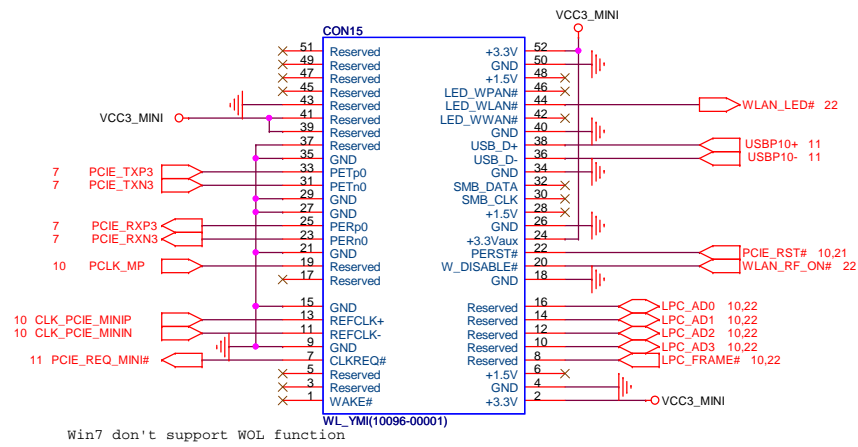 VCC3_MINI
CON15
51 Reserved +3.3V 52
49 Reserved GND 50
47 Reserved +1.5V 48
45 Reserved LED_WPAN# 46
43 Reserved LED_WLAN# 44 WLAN_LED# 22
VCC3_MINI 41 Reserved LED_WWAN# 42
39 Reserved GND 40
37 Reserved USB_D+ 38 USBP10+ 11
35 GND USB_D- 36 USBP10- 11
7 PCIE_TXP3 33 PETp0 GND 34
7 PCIE_TXN3 31 PETn0 SMB_DATA 32
29 GND SMB_CLK 30
27 GND +1.5V 28
7 PCIE_RXP3 25 PERp0 GND 26
7 PCIE_RXN3 23 PERn0 +3.3Vaux 24
21 GND PERST# 22 PCIE_RST# 10,21
10 PCLK_MP 19 Reserved W_DISABLE# 20 WLAN_RF_ON# 22
17 Reserved GND 18
15 GND Reserved 16 LPC_AD0 10,22
10 CLK_PCIE_MINIP 13 REFCLK+ Reserved 14 LPC_AD1 10,22
10 CLK_PCIE_MININ 11 REFCLK- Reserved 12 LPC_AD2 10,22
9 GND Reserved 10 LPC_AD3 10,22
11 PCIE_REQ_MINI# 7 CLKREQ# Reserved 8 LPC_FRAME# 10,22
5 Reserved +1.5V 6
3 Reserved GND 4
1 WAKE# +3.3V 2 VCC3_MINI
WL_YMI(10096-00001)
Win7 don't support WOL function